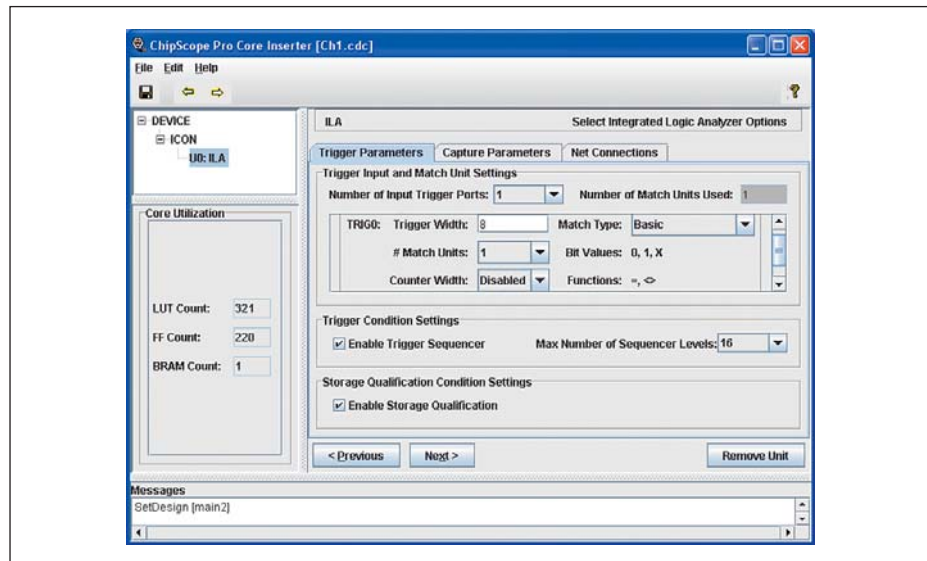 ChipScope Pro Core Inserter [Ch1.cdc]
File Edit Help
DEVICE
ICON
U0: ILA
Core Utilization
LUT Count: 321
FF Count: 220
BRAM Count: 1
ILA Select Integrated Logic Analyzer Options
Trigger Parameters Capture Parameters Net Connections
Trigger Input and Match Unit Settings
Number of Input Trigger Ports: 1 Number of Match Units Used: 1
TRIG0: Trigger Width: 8 Match Type: Basic
# Match Units: 1 Bit Values: 0, 1, X
Counter Width: Disabled Functions: =, <>
Trigger Condition Settings
Enable Trigger Sequencer Max Number of Sequencer Levels: 16
Storage Qualification Condition Settings
Enable Storage Qualification
< Previous Next > Remove Unit
Messages
SetDesign [main2]